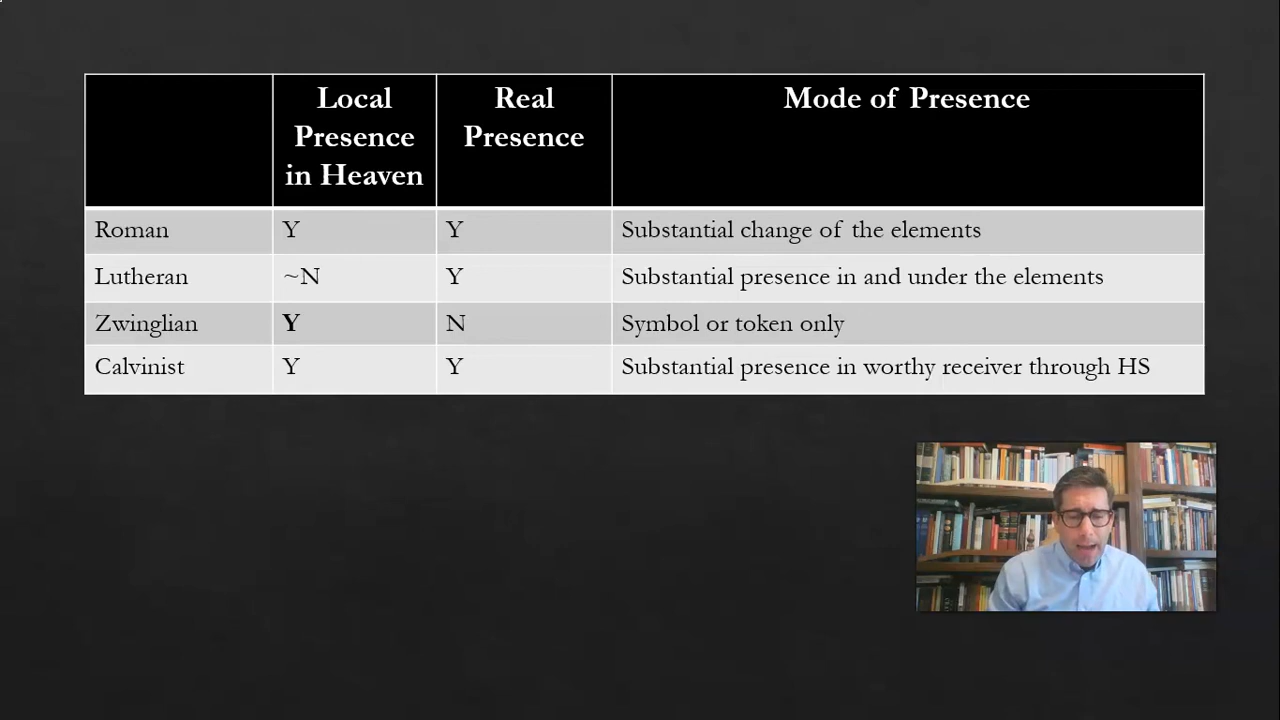 Local
Presence
in Heaven
Real
Presence
Mode of Presence
Roman Y Y Substantial change of the elements
Lutheran ~N Y Substantial presence in and under the elements
Zwinglian Y N Symbol or token only
Calvinist Y Y Substantial presence in worthy receiver through HS